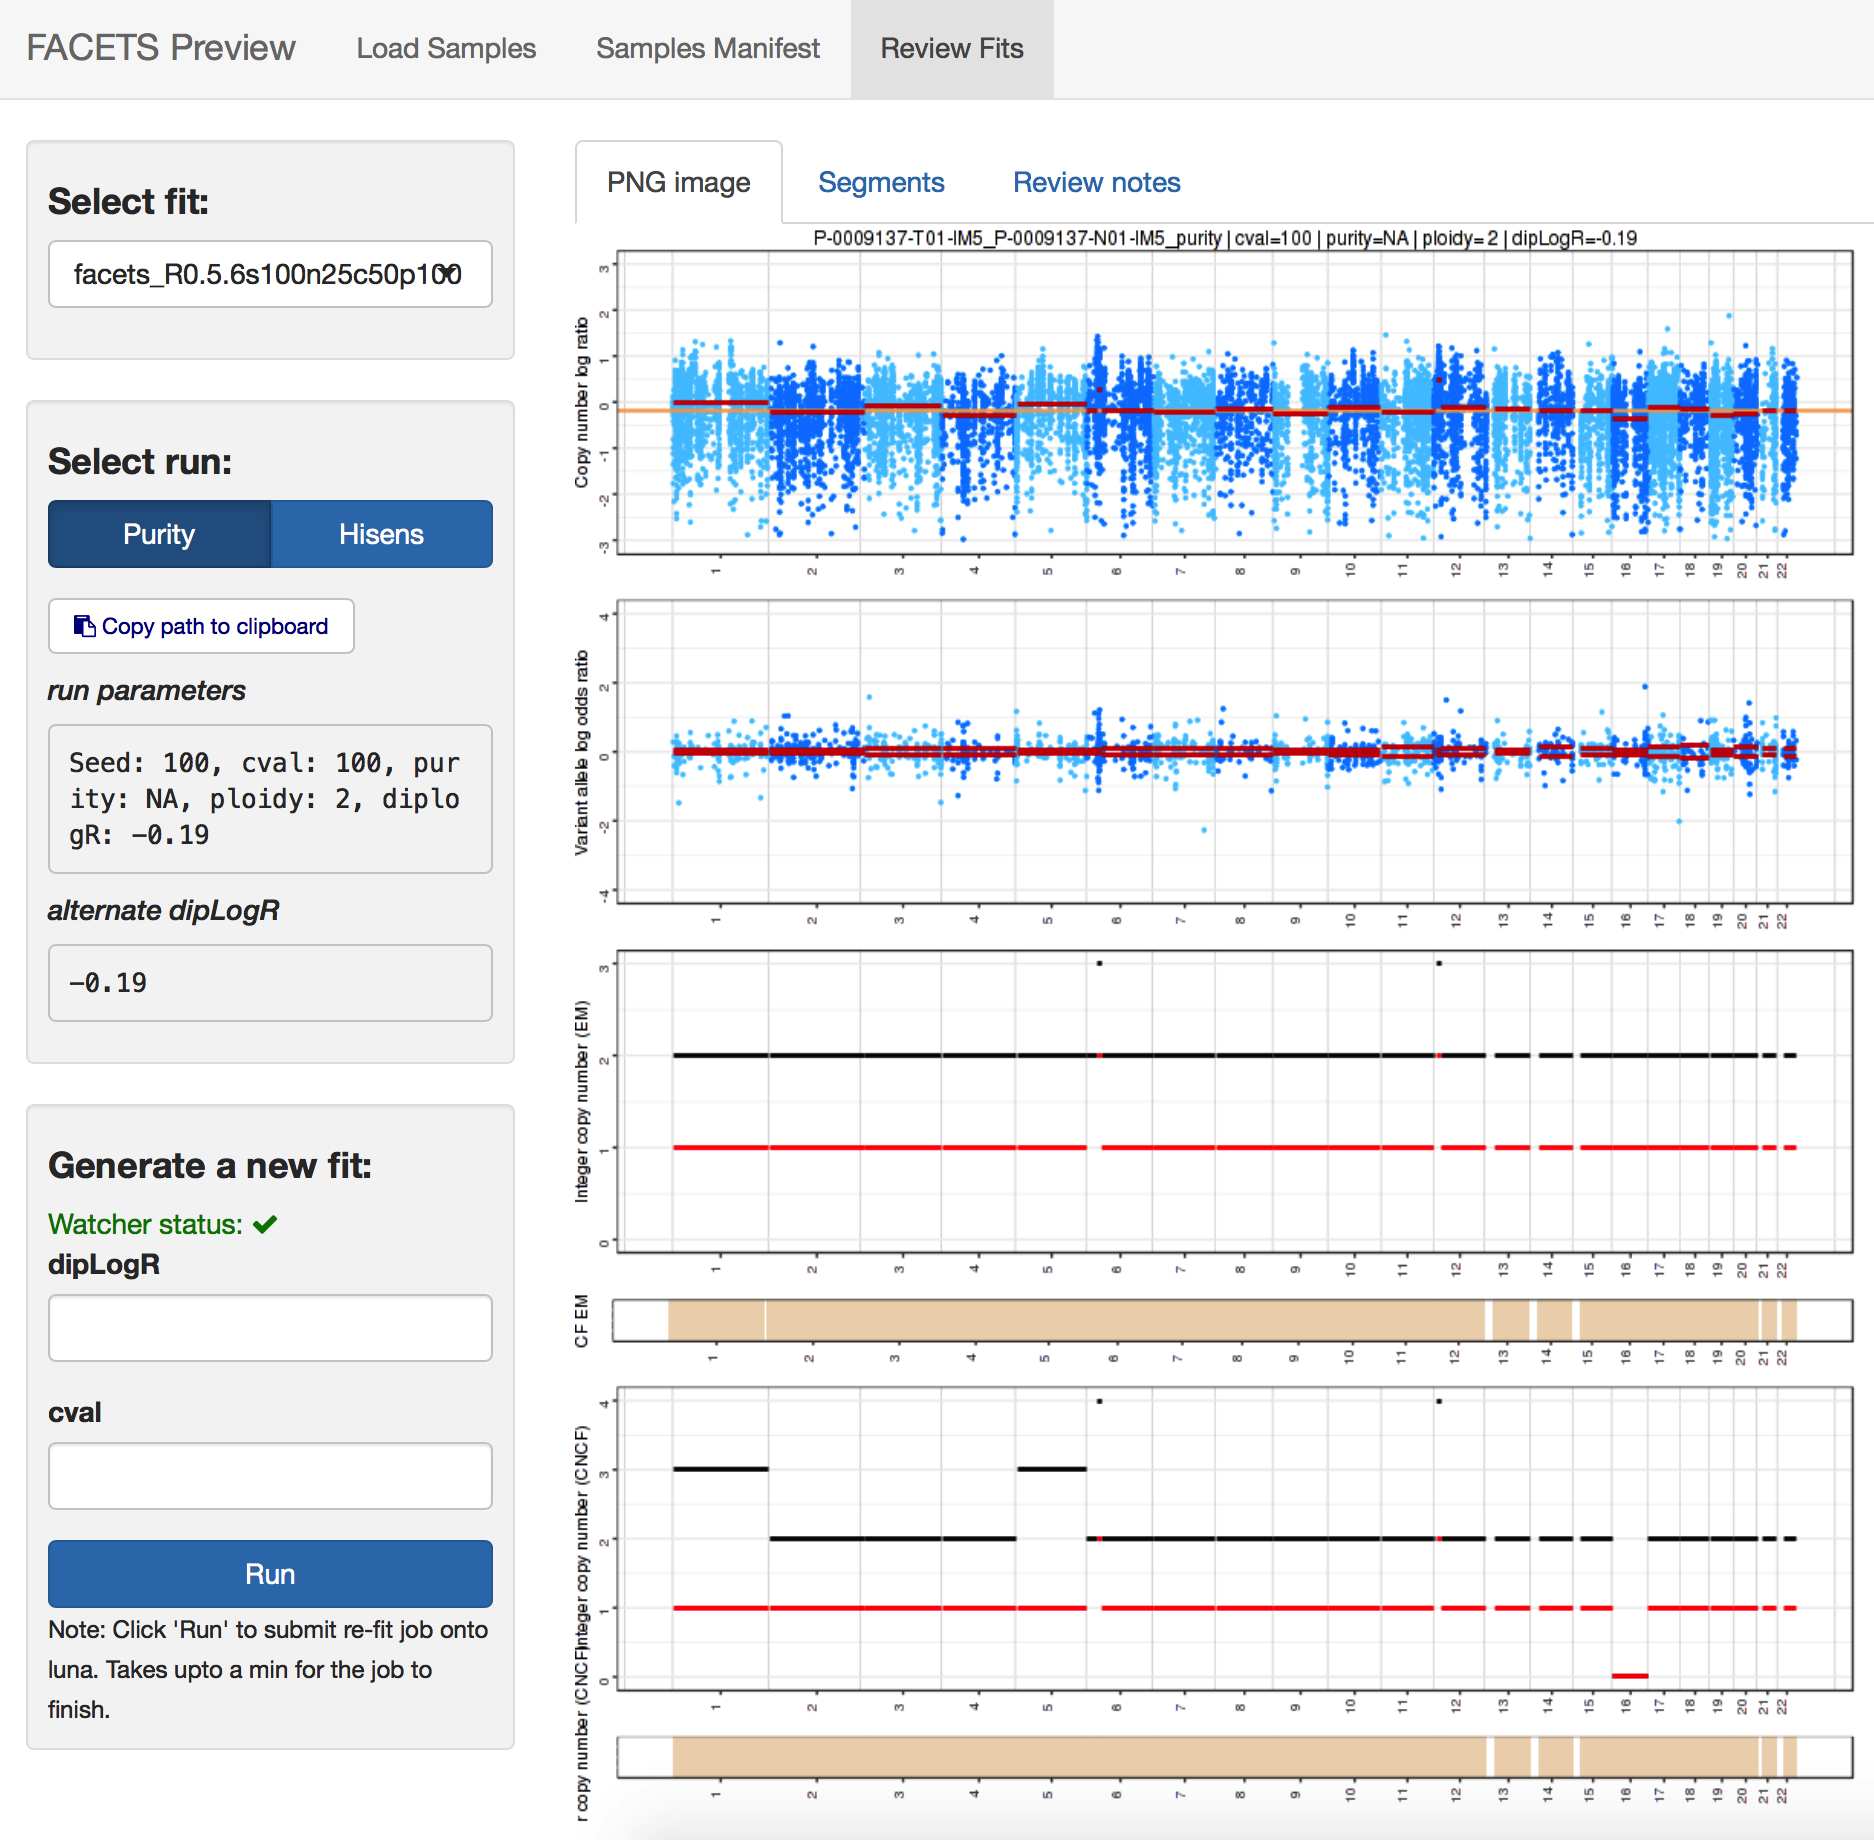 FACETS Preview Load Samples Samples Manifest Review Fits
Select fit:
facets_R0.5.6s100n25c50p100
Select run:
Purity Hisens
Copy path to clipboard
run parameters
Seed: 100, cval: 100, pur
ity: NA, ploidy: 2, diplo
gR: −0.19
alternate dipLogR
−0.19
Generate a new fit:
Watcher status:
dipLogR
cval
Run
Note: Click 'Run' to submit re-fit job onto
luna. Takes upto a min for the job to
finish.
PNG image Segments Review notes
P-0009137-T01-IM5_P-0009137-N01-IM5_purity | cval=100 | purity=NA | ploidy= 2 | dipLogR=-0.19
Copy number log ratio
3
2
1
0
-1
-2
-3
1 2 3 4 5 6 7 8 9 10 11 12 13 14 15 16 17 18 19 20 21 22
Variant allele log odds ratio
4
2
0
-2
-4
1 2 3 4 5 6 7 8 9 10 11 12 13 14 15 16 17 18 19 20 21 22
Integer copy number (EM)
3
2
1
0
1 2 3 4 5 6 7 8 9 10 11 12 13 14 15 16 17 18 19 20 21 22
CF EM
1 2 3 4 5 6 7 8 9 10 11 12 13 14 15 16 17 18 19 20 21 22
Integer copy number (CNCF)
4
3
2
1
0
1 2 3 4 5 6 7 8 9 10 11 12 13 14 15 16 17 18 19 20 21 22
r copy number (CNCF)
1 2 3 4 5 6 7 8 9 10 11 12 13 14 15 16 17 18 19 20 21 22